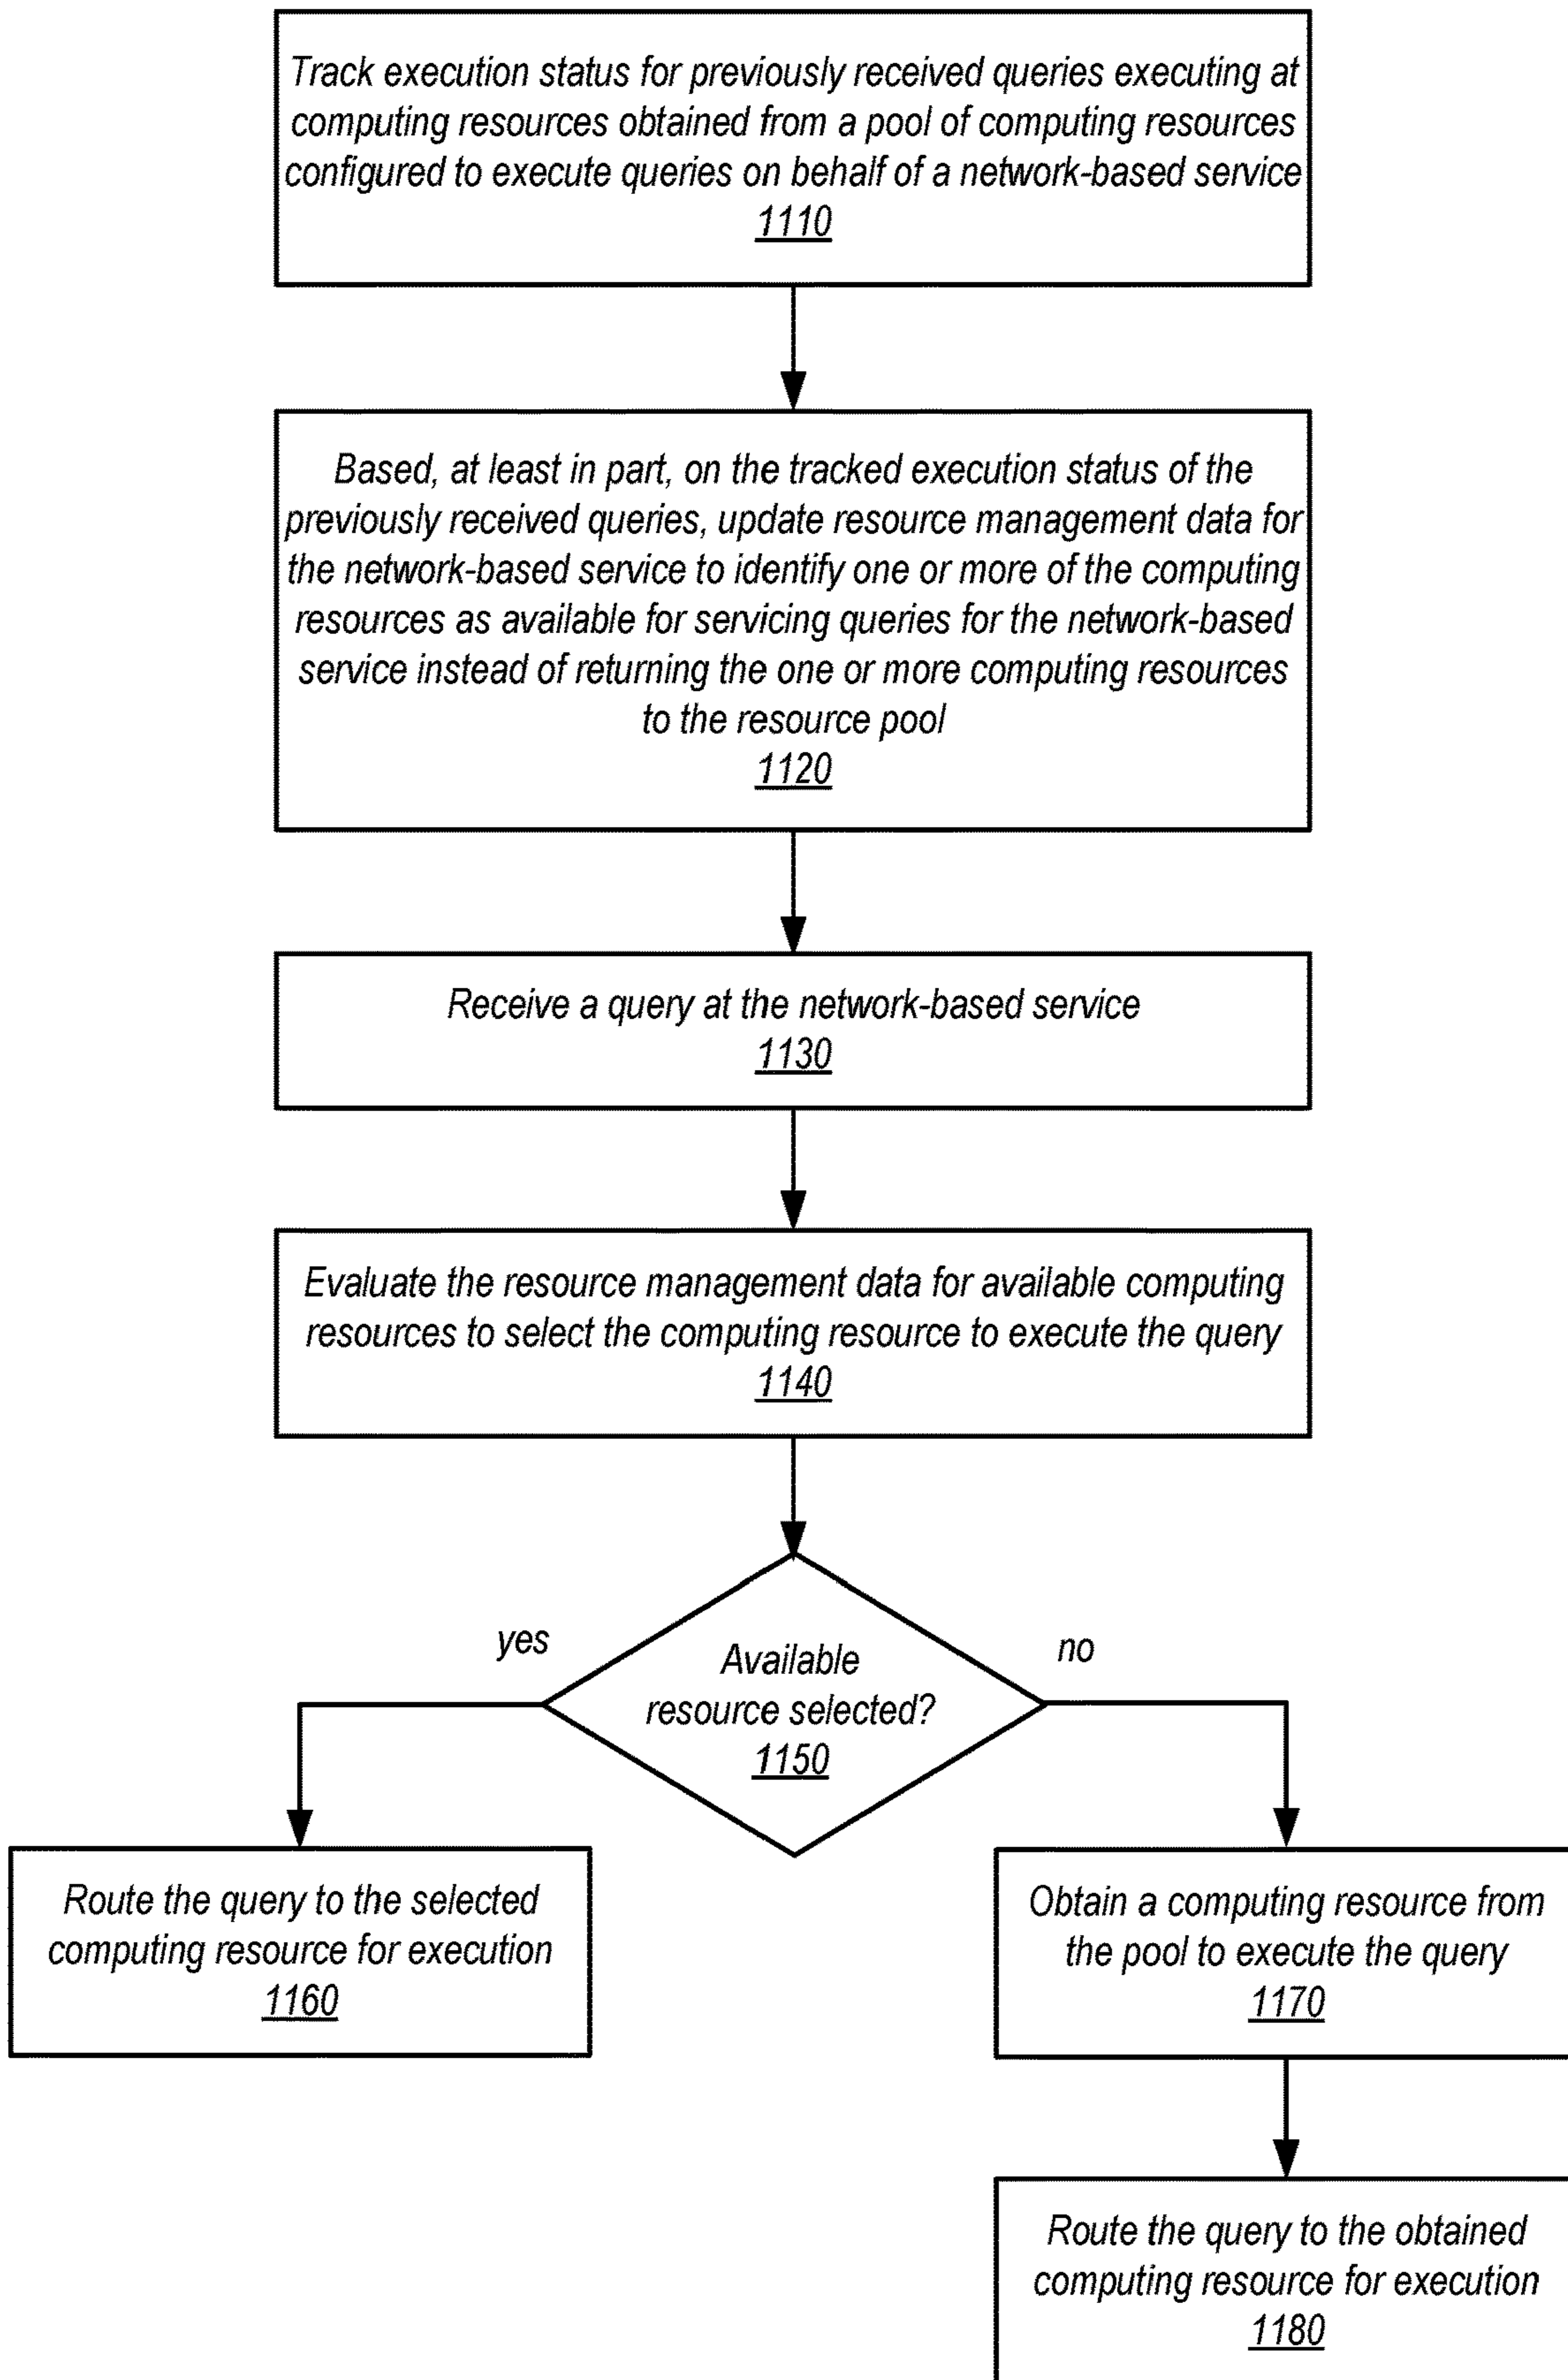 Track execution status for previously received queries executing at
computing resources obtained from a pool of computing resources
configured to execute queries on behalf of a network-based service
1110
Based, at least in part, on the tracked execution status of the
previously received queries, update resource management data for
the network-based service to identify one or more of the computing
resources as available for servicing queries for the network-based
service instead of returning the one or more computing resources
to the resource pool
1120
Receive a query at the network-based service
1130
Evaluate the resource management data for available computing
resources to select the computing resource to execute the query
1140
yes
Available
resource selected?
1150
no
Route the query to the selected
computing resource for execution
1160
Obtain a computing resource from
the pool to execute the query
1170
Route the query to the obtained
computing resource for execution
1180